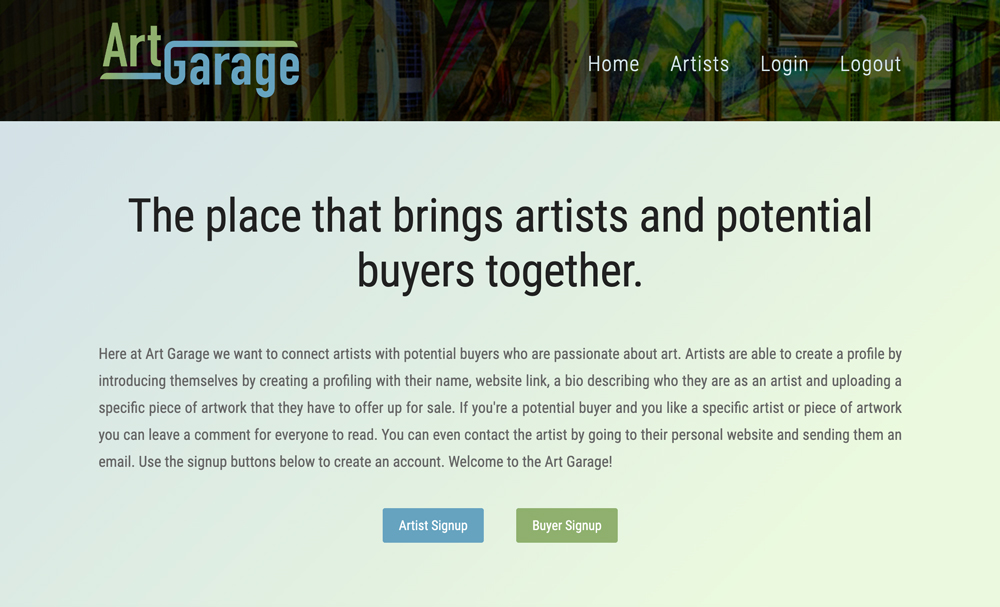 Art
Garage
Home Artists Login Logout
The place that brings artists and potential
buyers together.
Here at Art Garage we want to connect artists with potential buyers who are passionate about art. Artists are able to create a profile by
introducing themselves by creating a profiling with their name, website link, a bio describing who they are as an artist and uploading a
specific piece of artwork that they have to offer up for sale. If you're a potential buyer and you like a specific artist or piece of artwork
you can leave a comment for everyone to read. You can even contact the artist by going to their personal website and sending them an
email. Use the signup buttons below to create an account. Welcome to the Art Garage!
Artist Signup Buyer Signup